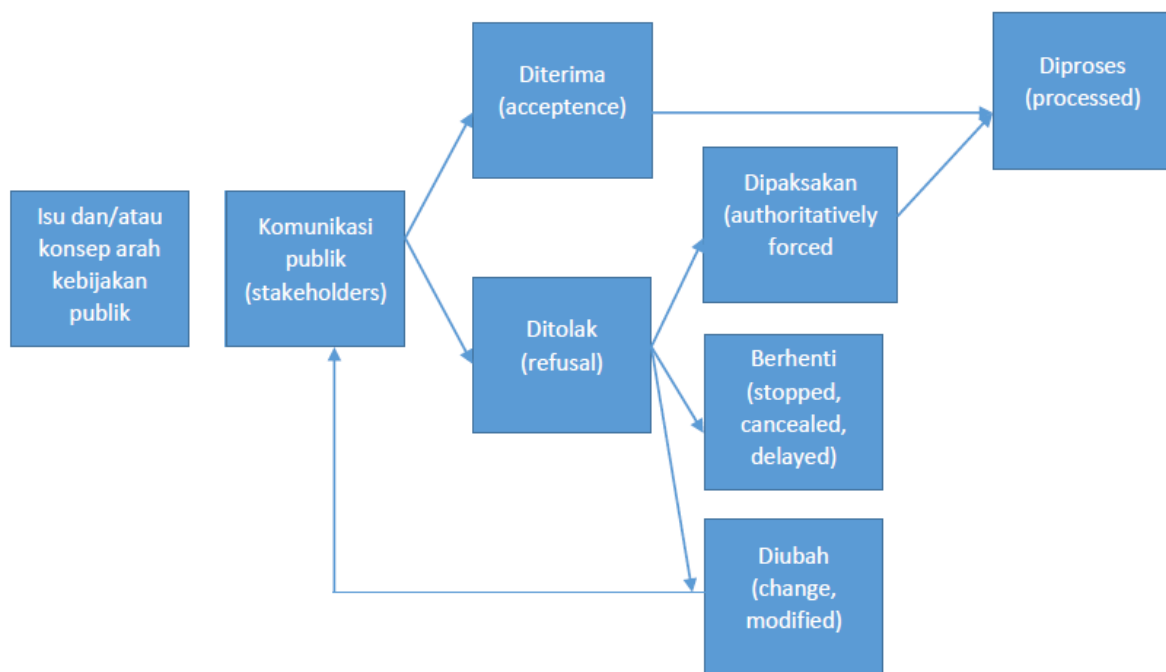 Isu dan/atau
konsep arah
kebijakan
publik
Komunikasi
publik
(stakeholders)
Diterima
(acceptence)
Ditolak
(refusal)
Dipaksakan
(authoritatively
forced
Berhenti
(stopped,
cancealed,
delayed)
Diubah
(change,
modified)
Diproses
(processed)